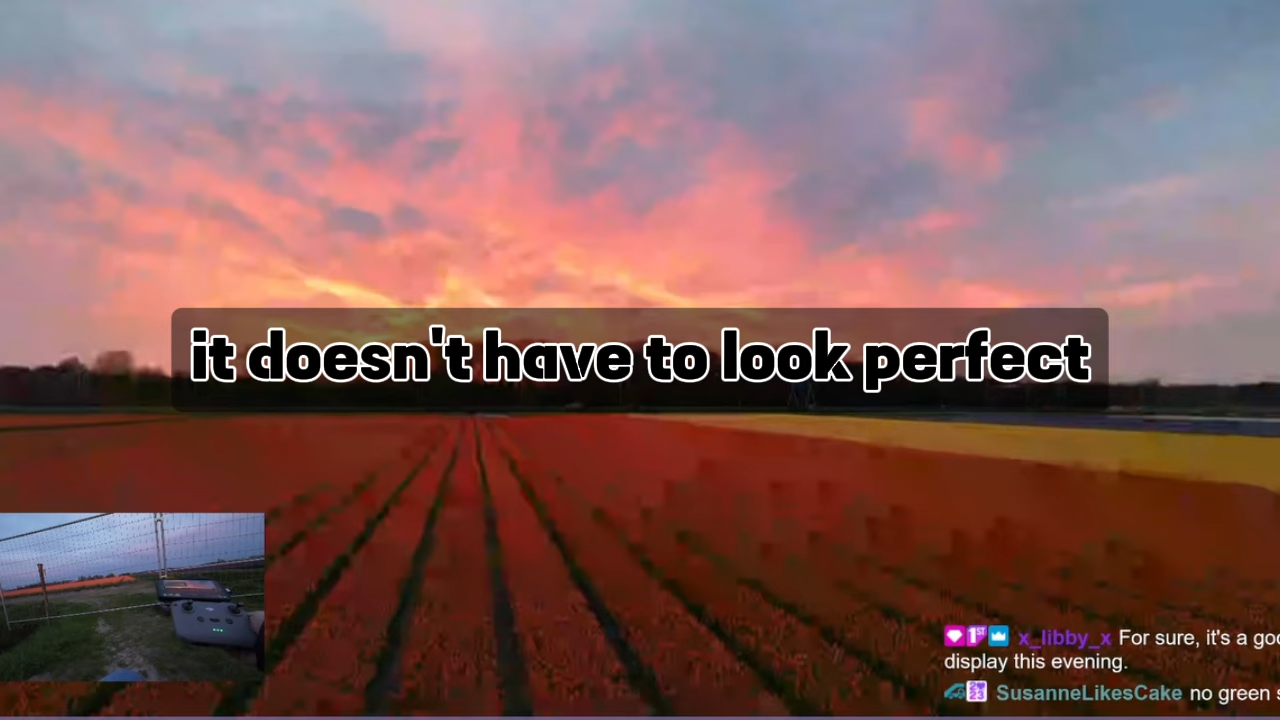 it doesn't have to look perfect
x_libby_x For sure, it's a goo
display this evening.
SusanneLikesCake no green s